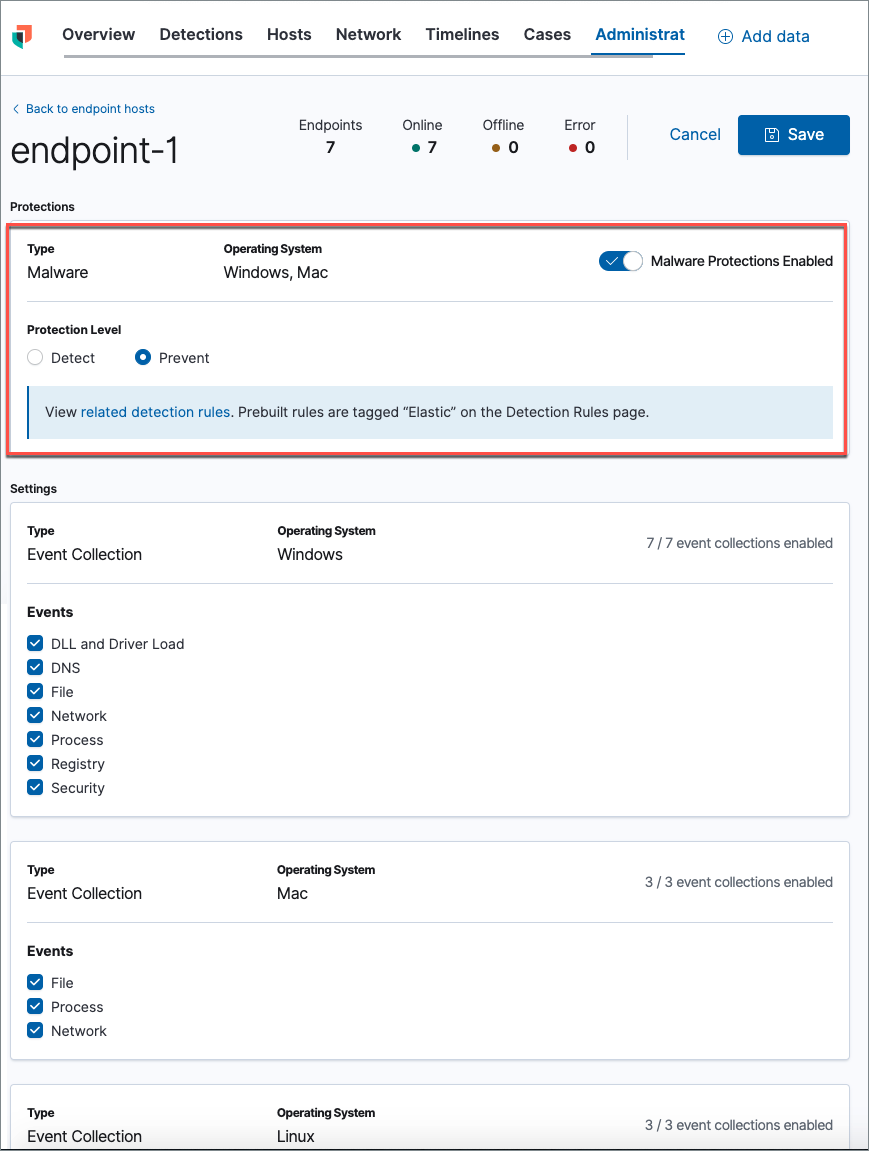 Overview Detections Hosts Network Timelines Cases Administrat Add data
Back to endpoint hosts
endpoint-1
Endpoints Online Offline Error
7 7 0 0
Cancel Save
Protections
Type Operating System
Malware Windows, Mac
Malware Protections Enabled
Protection Level
Detect Prevent
View related detection rules. Prebuilt rules are tagged “Elastic” on the Detection Rules page.
Settings
Type Operating System
Event Collection Windows
7 / 7 event collections enabled
Events
DLL and Driver Load
DNS
File
Network
Process
Registry
Security
Type Operating System
Event Collection Mac
3 / 3 event collections enabled
Events
File
Process
Network
Type Operating System
Event Collection Linux
3 / 3 event collections enabled